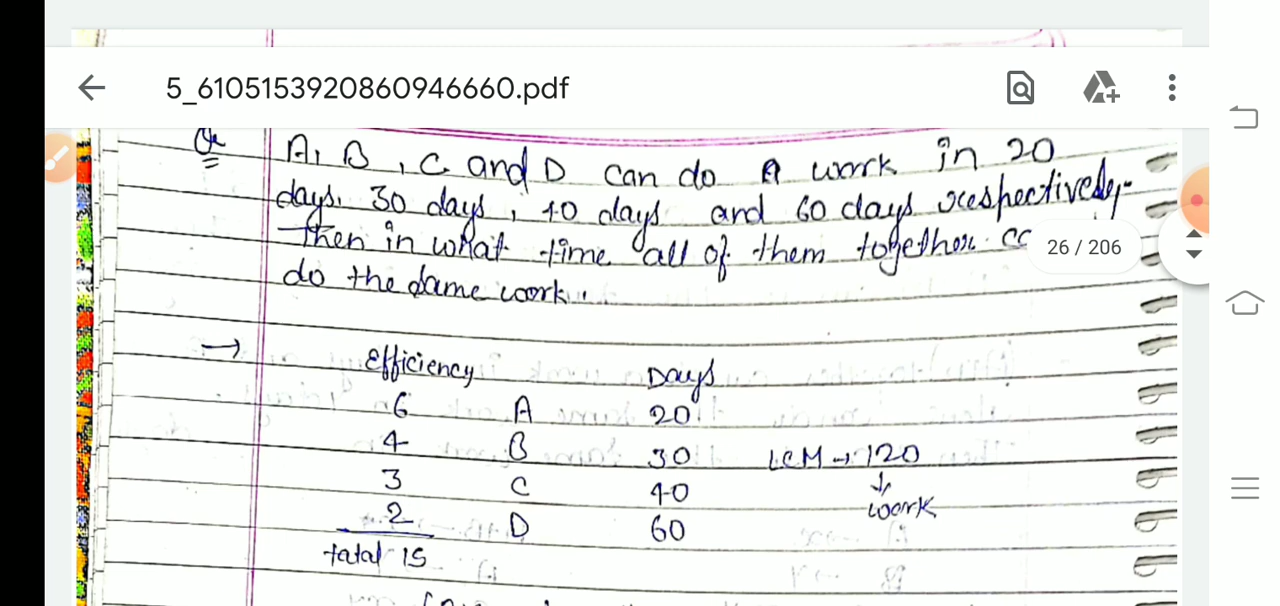 5_6105153920860946660.pdf
Q
A, B, C and D can do A work in 20
days, 30 days, 40 days and 60 days respectively,
Then in what time all of them together
26 / 206
do the same work.
→ Efficiency Days
6 A 20
4 B 30 LCM → 120
3 C 40 ↓
2 D 60 work
total 15